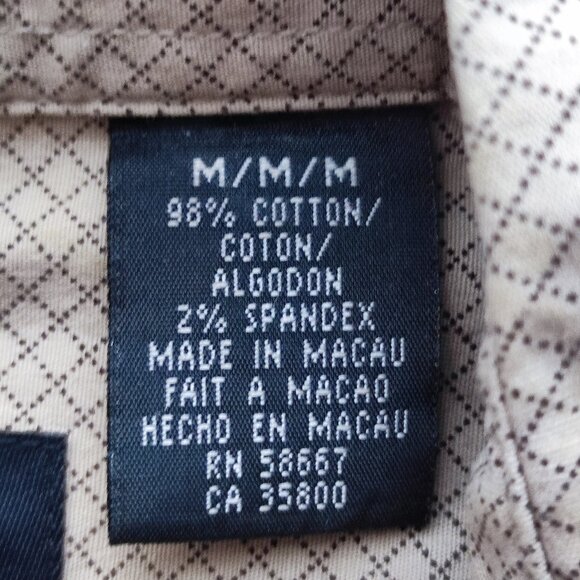 M/M/M
98% COTTON/
COTON/
ALGODON
2% SPANDEX
MADE IN MACAU
FAIT A MACAO
HECHO EN MACAU
RN 58667
CA 35800